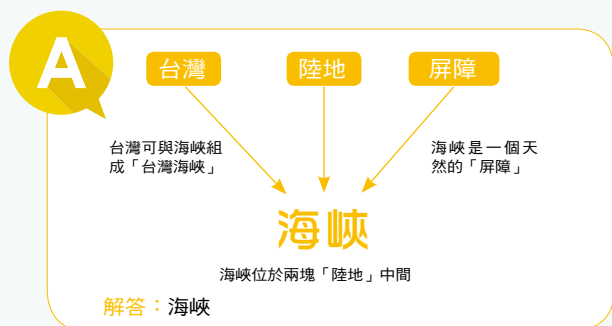 A
台灣
陸地
屏障
台灣可與海峽組
成「台灣海峽」
海峽是一個天
然的「屏障」
海峽
海峽位於兩塊「陸地」中間
解答：海峽